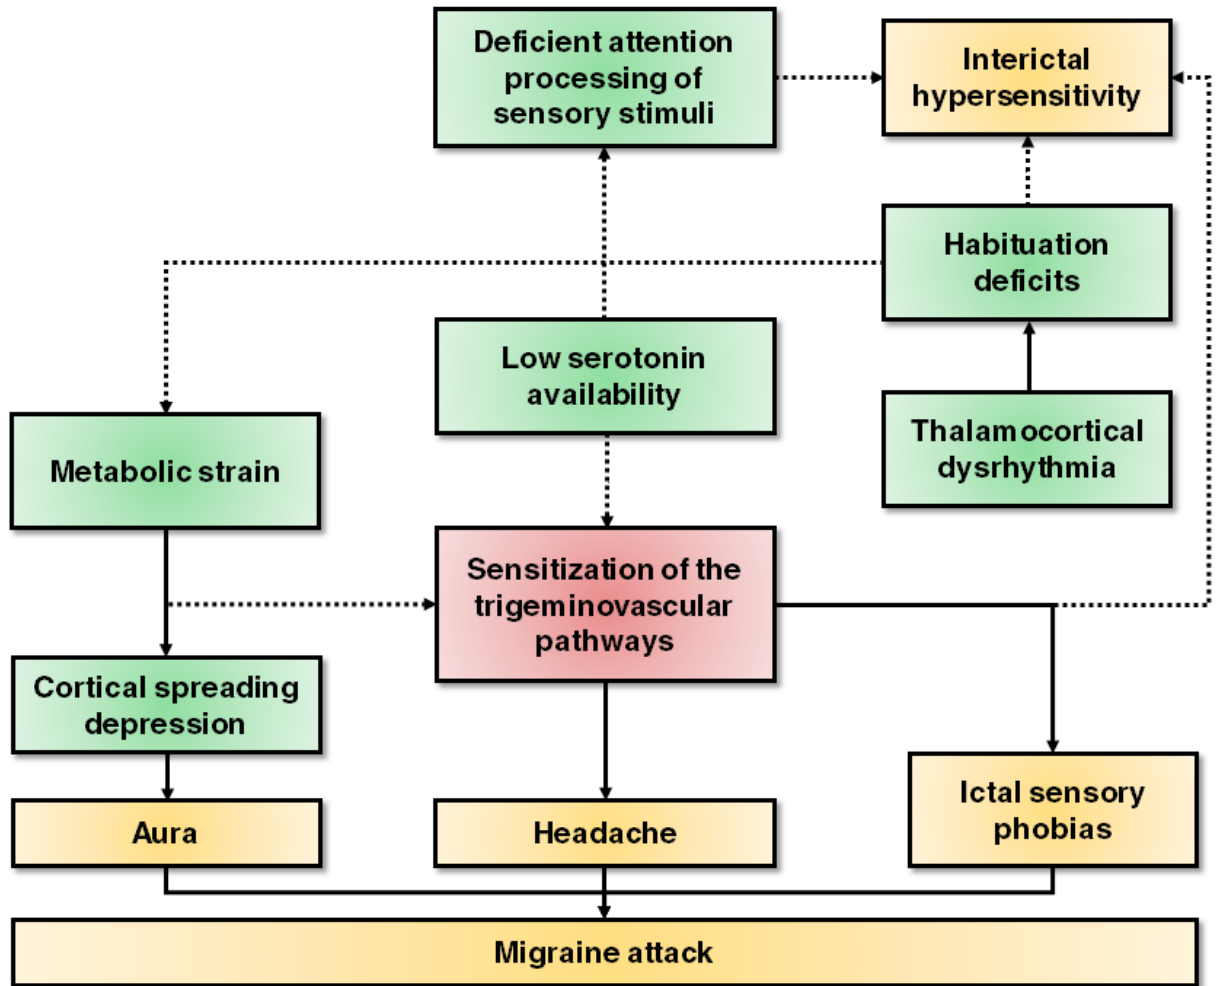 Deficient attention
processing of
sensory stimuli
Interictal
hypersensitivity
Habituation
deficits
Low serotonin
availability
Thalamocortical
dysrhythmia
Metabolic strain
Sensitization of the
trigeminovascular
pathways
Cortical spreading
depression
Aura
Headache
Ictal sensory
phobias
Migraine attack